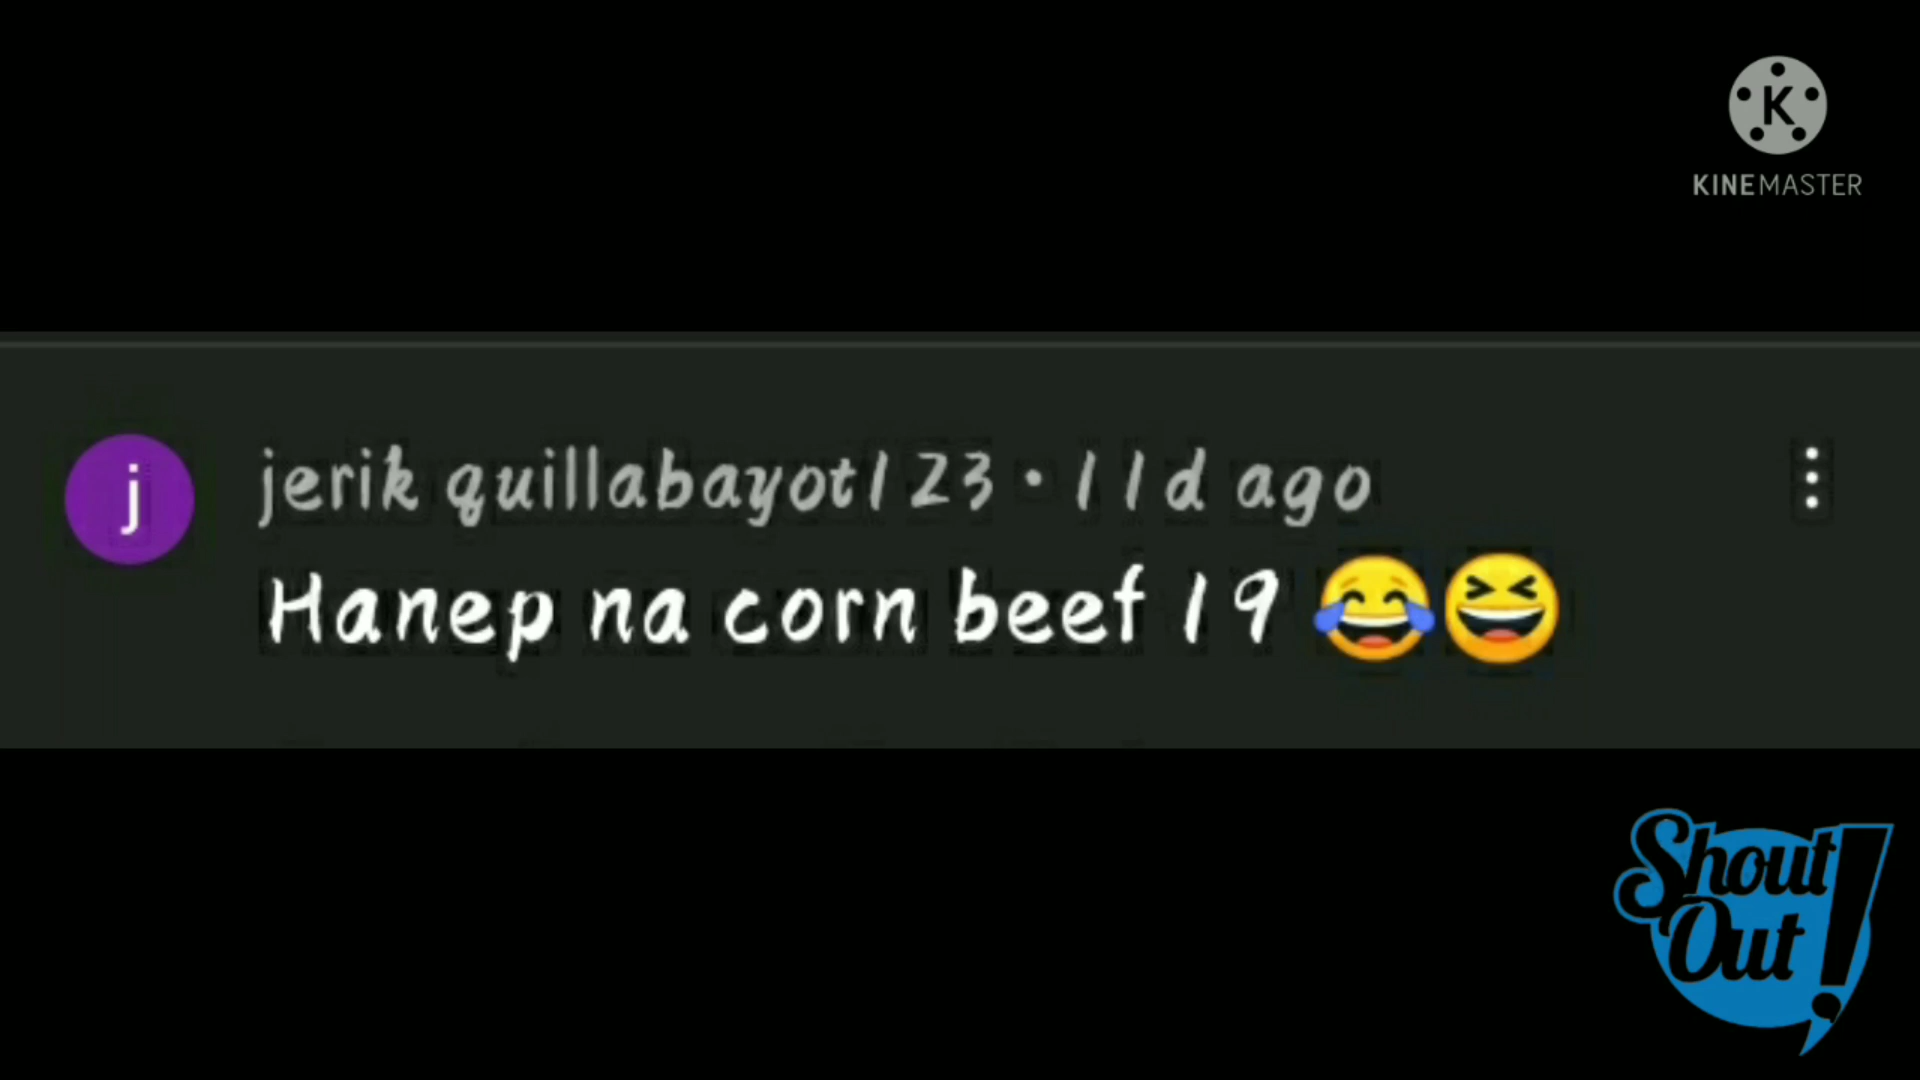 K
KINEMASTER
j
jerik quillabayot123 • 11d ago
Hanep na corn beef 19 😂😆
Shout
Out!